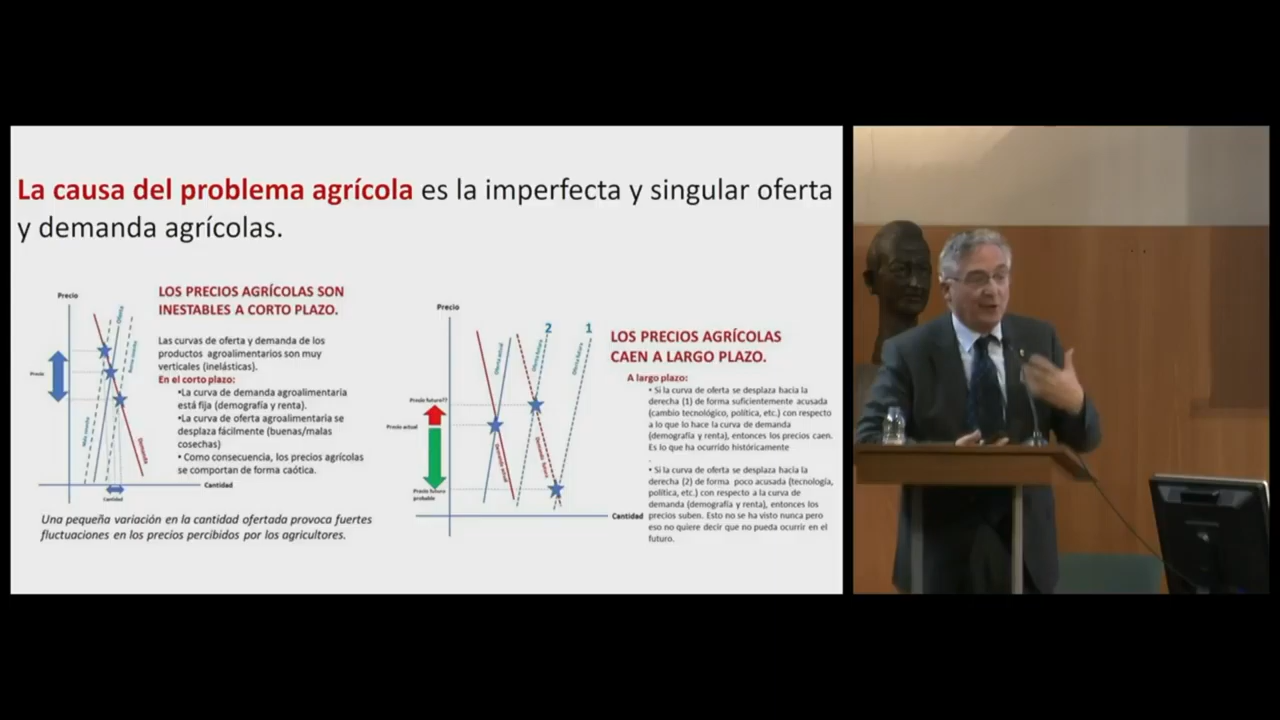 La causa del problema agrícola es la imperfecta y singular oferta
y demanda agrícolas.
Precio
Oferta
Demanda
Cantidad
Cantidad
LOS PRECIOS AGRÍCOLAS SON
INESTABLES A CORTO PLAZO.
Las curvas de oferta y demanda de los
productos agroalimentarios son muy
verticales (inelásticas).
En el corto plazo:
•La curva de demanda agroalimentaria
está fija (demografía y renta).
•La curva de oferta agroalimentaria se
desplaza fácilmente (buenas/malas
cosechas)
• Como consecuencia, los precios agrícolas
se comportan de forma caótica.
Una pequeña variación en la cantidad ofertada provoca fuertes
fluctuaciones en los precios percibidos por los agricultores.
Precio
2
1
Oferta actual
Oferta futura
Oferta futura
Precio futuro??
Precio actual
Precio futuro
probable
Cantidad
LOS PRECIOS AGRÍCOLAS
CAEN A LARGO PLAZO.
A largo plazo:
• Si la curva de oferta se desplaza hacia la
derecha (1) de forma suficientemente acusada
(cambio tecnológico, política, etc.) con respecto
a lo que lo hace la curva de demanda
(demografía y renta), entonces los precios caen.
Es lo que ha ocurrido históricamente
.
• Si la curva de oferta se desplaza hacia la
derecha (2) de forma poco acusada (tecnología,
política, etc.) con respecto a la curva de
demanda (demografía y renta), entonces los
precios suben. Esto no se ha visto nunca pero
eso no quiere decir que no pueda ocurrir en el
futuro.